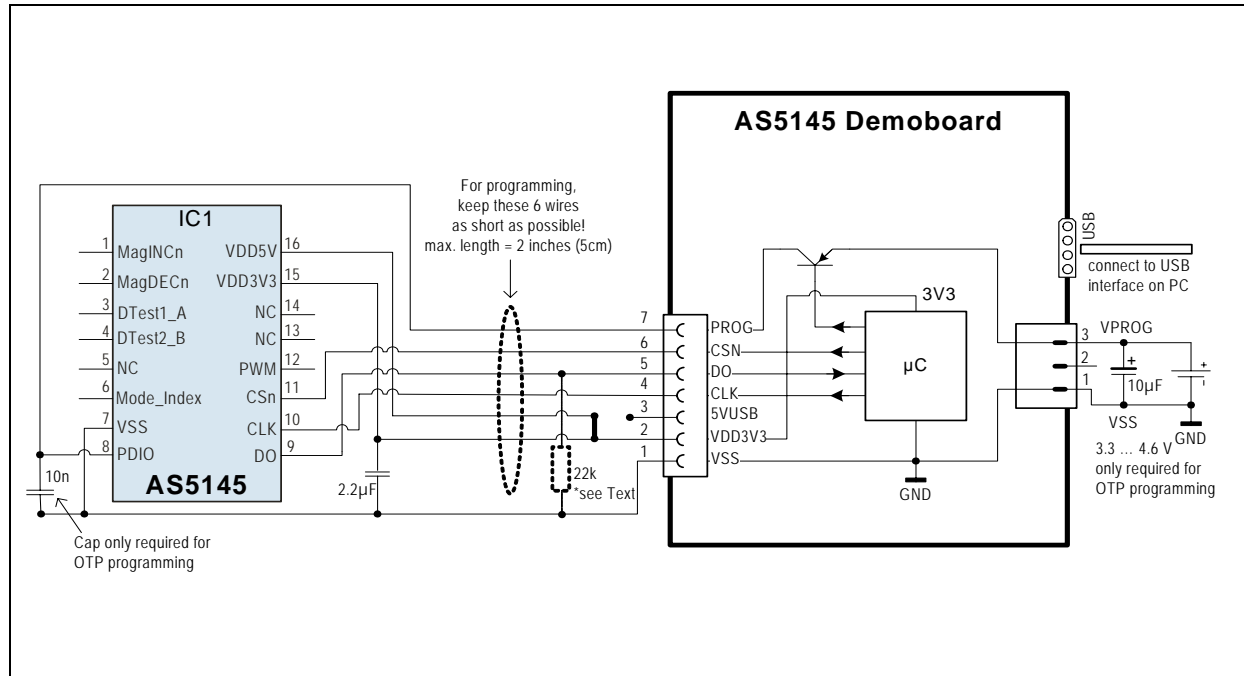 AS5145 Demoboard
For programming,
keep these 6 wires
as short as possible!
max. length = 2 inches (5cm)
IC1
1 MagINCn
2 MagDECn
3 DTest1_A
4 DTest2_B
5 NC
6 Mode_Index
7 VSS
8 PDIO
VDD5V 16
VDD3V3 15
NC 14
NC 13
PWM 12
CSn 11
CLK 10
DO 9
AS5145
10n
Cap only required for
OTP programming
2.2µF
22k
*see Text
7 PROG
6 CSN
5 DO
4 CLK
3 5VUSB
2 VDD3V3
1 VSS
3V3
µC
GND
USB
connect to USB
interface on PC
3 VPROG
2
1
+
10µF
+
-
VSS
GND
3.3 ... 4.6 V
only required for
OTP programming